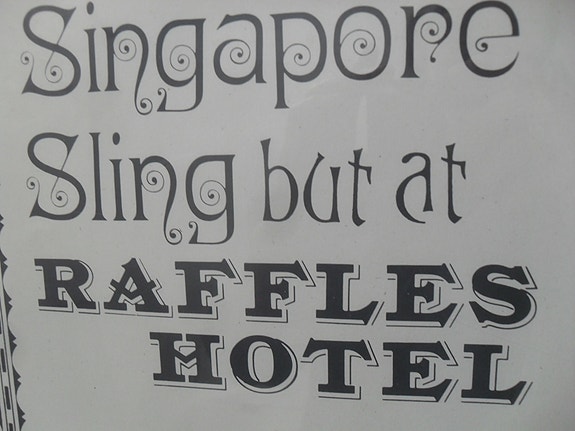 Singapore
Sling but at
RAFFLES
HOTEL